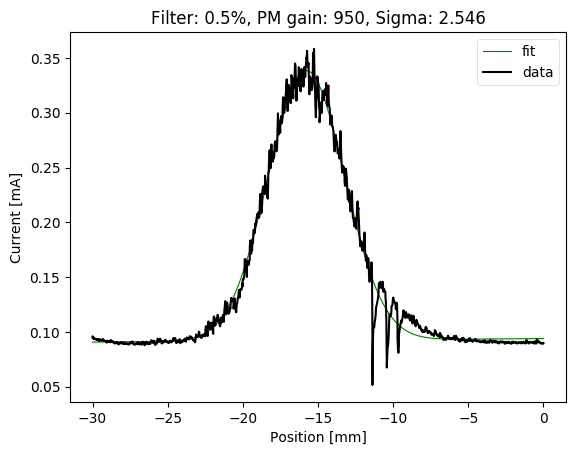 Filter: 0.5%, PM gain: 950, Sigma: 2.546
fit
data
0.35
0.30
0.25
0.20
0.15
0.10
0.05
Current [mA]
−30
−25
−20
−15
−10
−5
0
Position [mm]